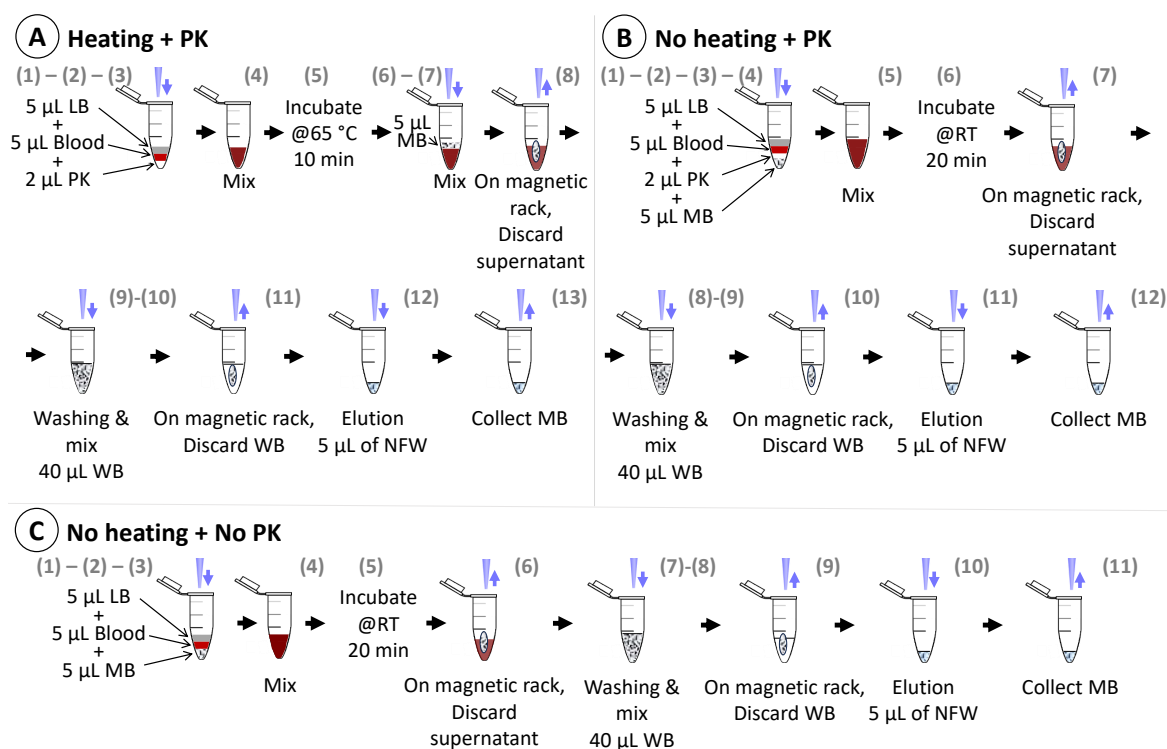 A Heating + PK
(1) – (2) – (3)
(4)
(5)
(6) – (7)
(8)
5 µL LB
+
5 µL Blood
+
2 µL PK
Mix
Incubate
@65 °C
10 min
5 µL
MB
Mix
On magnetic
rack,
Discard
supernatant
(9)-(10)
(11)
(12)
(13)
Washing &
mix
40 µL WB
On magnetic rack,
Discard WB
Elution
5 µL of NFW
Collect MB
B No heating + PK
(1) – (2) – (3) – (4)
(5)
(6)
(7)
5 µL LB
+
5 µL Blood
+
2 µL PK
+
5 µL MB
Mix
Incubate
@RT
20 min
On magnetic rack,
Discard
supernatant
(8)-(9)
(10)
(11)
(12)
Washing &
mix
40 µL WB
On magnetic rack,
Discard WB
Elution
5 µL of NFW
Collect MB
C No heating + No PK
(1) – (2) – (3)
(4)
(5)
(6)
(7)-(8)
(9)
(10)
(11)
5 µL LB
+
5 µL Blood
+
5 µL MB
Mix
Incubate
@RT
20 min
On magnetic rack,
Discard
supernatant
Washing &
mix
40 µL WB
On magnetic rack,
Discard WB
Elution
5 µL of NFW
Collect MB